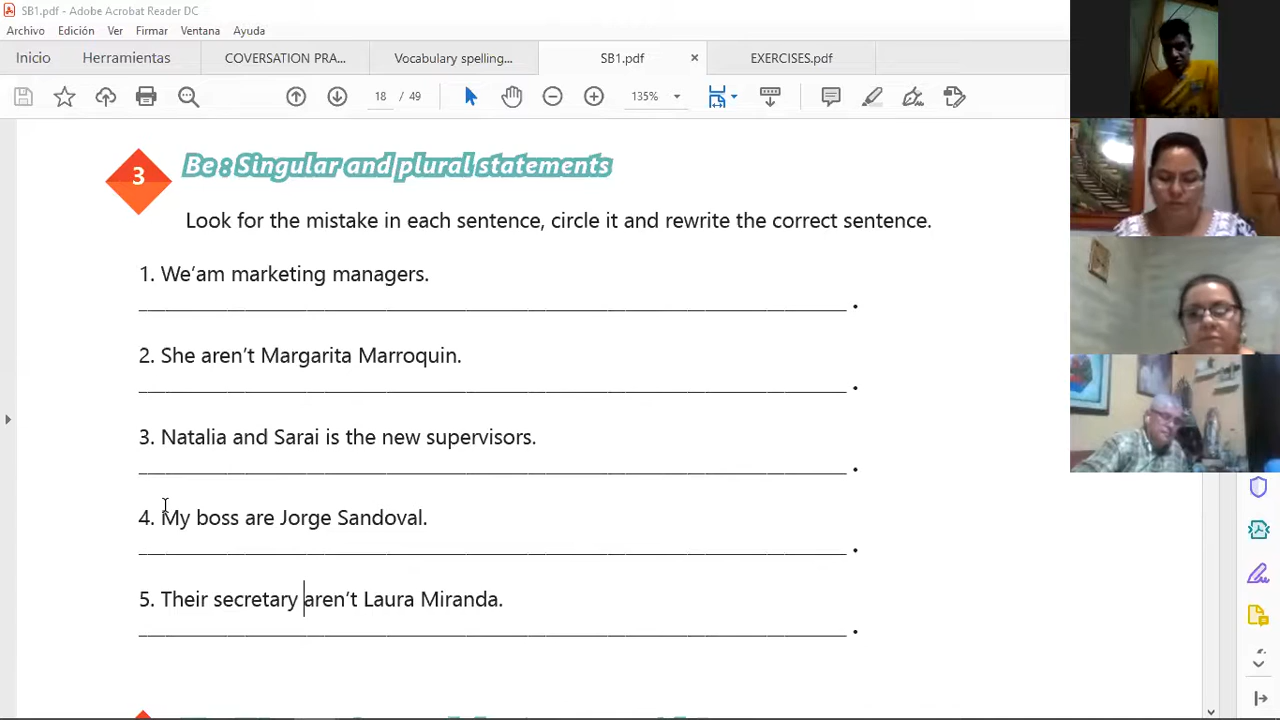 SB1.pdf - Adobe Acrobat Reader DC
Archivo Edición Ver Firmar Ventana Ayuda
Inicio Herramientas COVERSATION PRA... Vocabulary spelling... SB1.pdf × EXERCISES.pdf
18 / 49 135%
3 Be : Singular and plural statements
Look for the mistake in each sentence, circle it and rewrite the correct sentence.
1. We'am marketing managers.
.
2. She aren't Margarita Marroquin.
.
3. Natalia and Sarai is the new supervisors.
.
4. My boss are Jorge Sandoval.
.
5. Their secretary aren't Laura Miranda.
.